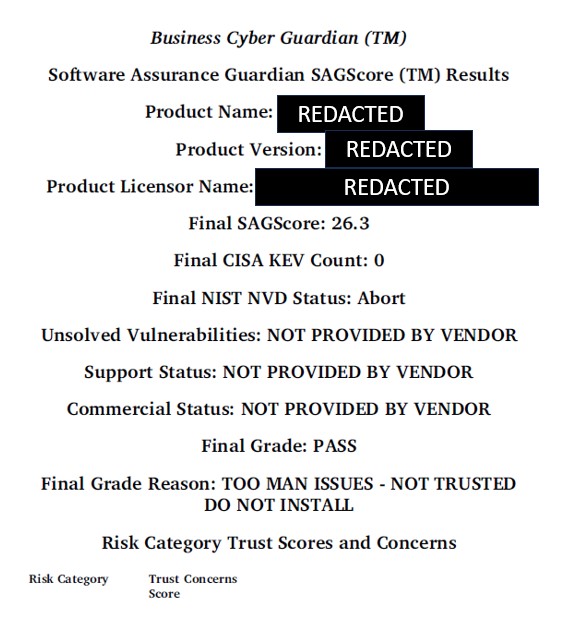 Business Cyber Guardian (TM)
Software Assurance Guardian SAGScore (TM) Results
Product Name: REDACTED
Product Version: REDACTED
Product Licensor Name: REDACTED
Final SAGScore: 26.3
Final CISA KEV Count: 0
Final NIST NVD Status: Abort
Unsolved Vulnerabilities: NOT PROVIDED BY VENDOR
Support Status: NOT PROVIDED BY VENDOR
Commercial Status: NOT PROVIDED BY VENDOR
Final Grade: PASS
Final Grade Reason: TOO MAN ISSUES - NOT TRUSTED
DO NOT INSTALL
Risk Category Trust Scores and Concerns
Risk Category Trust Concerns
Score